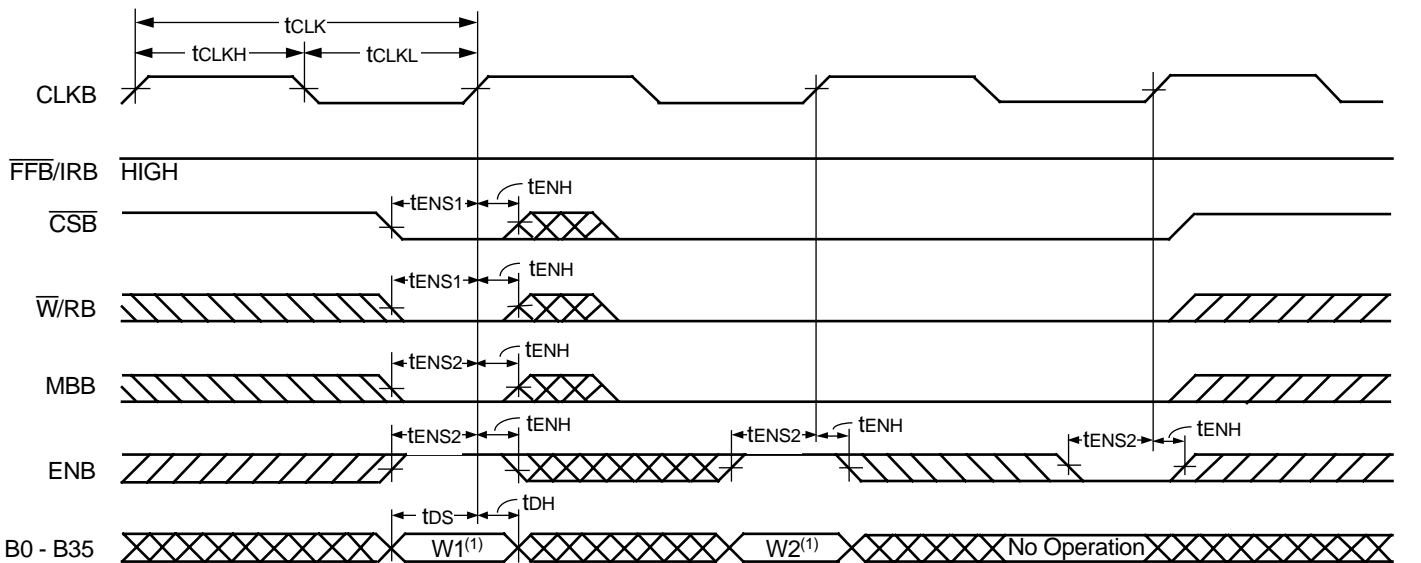 tCLK
tCLKH tCLKL
CLKB
FFB/IRB HIGH
tENS1 tENH
CSB
tENS1 tENH
W/RB
tENS2 tENH
MBB
tENS2 tENH tENS2 tENH tENS2 tENH
ENB
tDS tDH
B0 - B35 W1(1) W2(1) No Operation